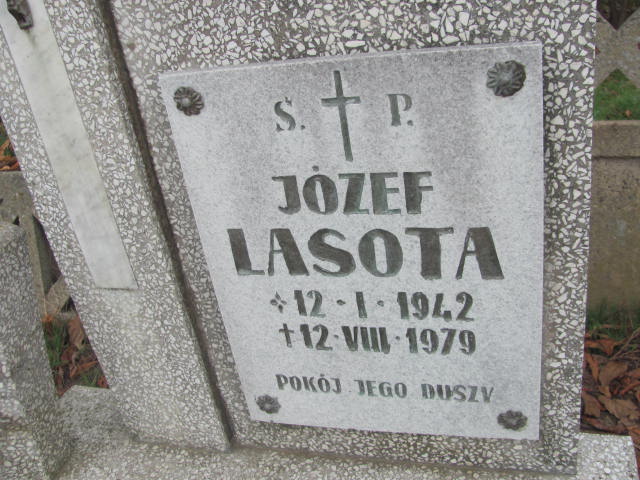 Ś. P.
JÓZEF
LASOTA
12·I·1942
†12·VIII·1979
POKÓJ JEGO DUSZY